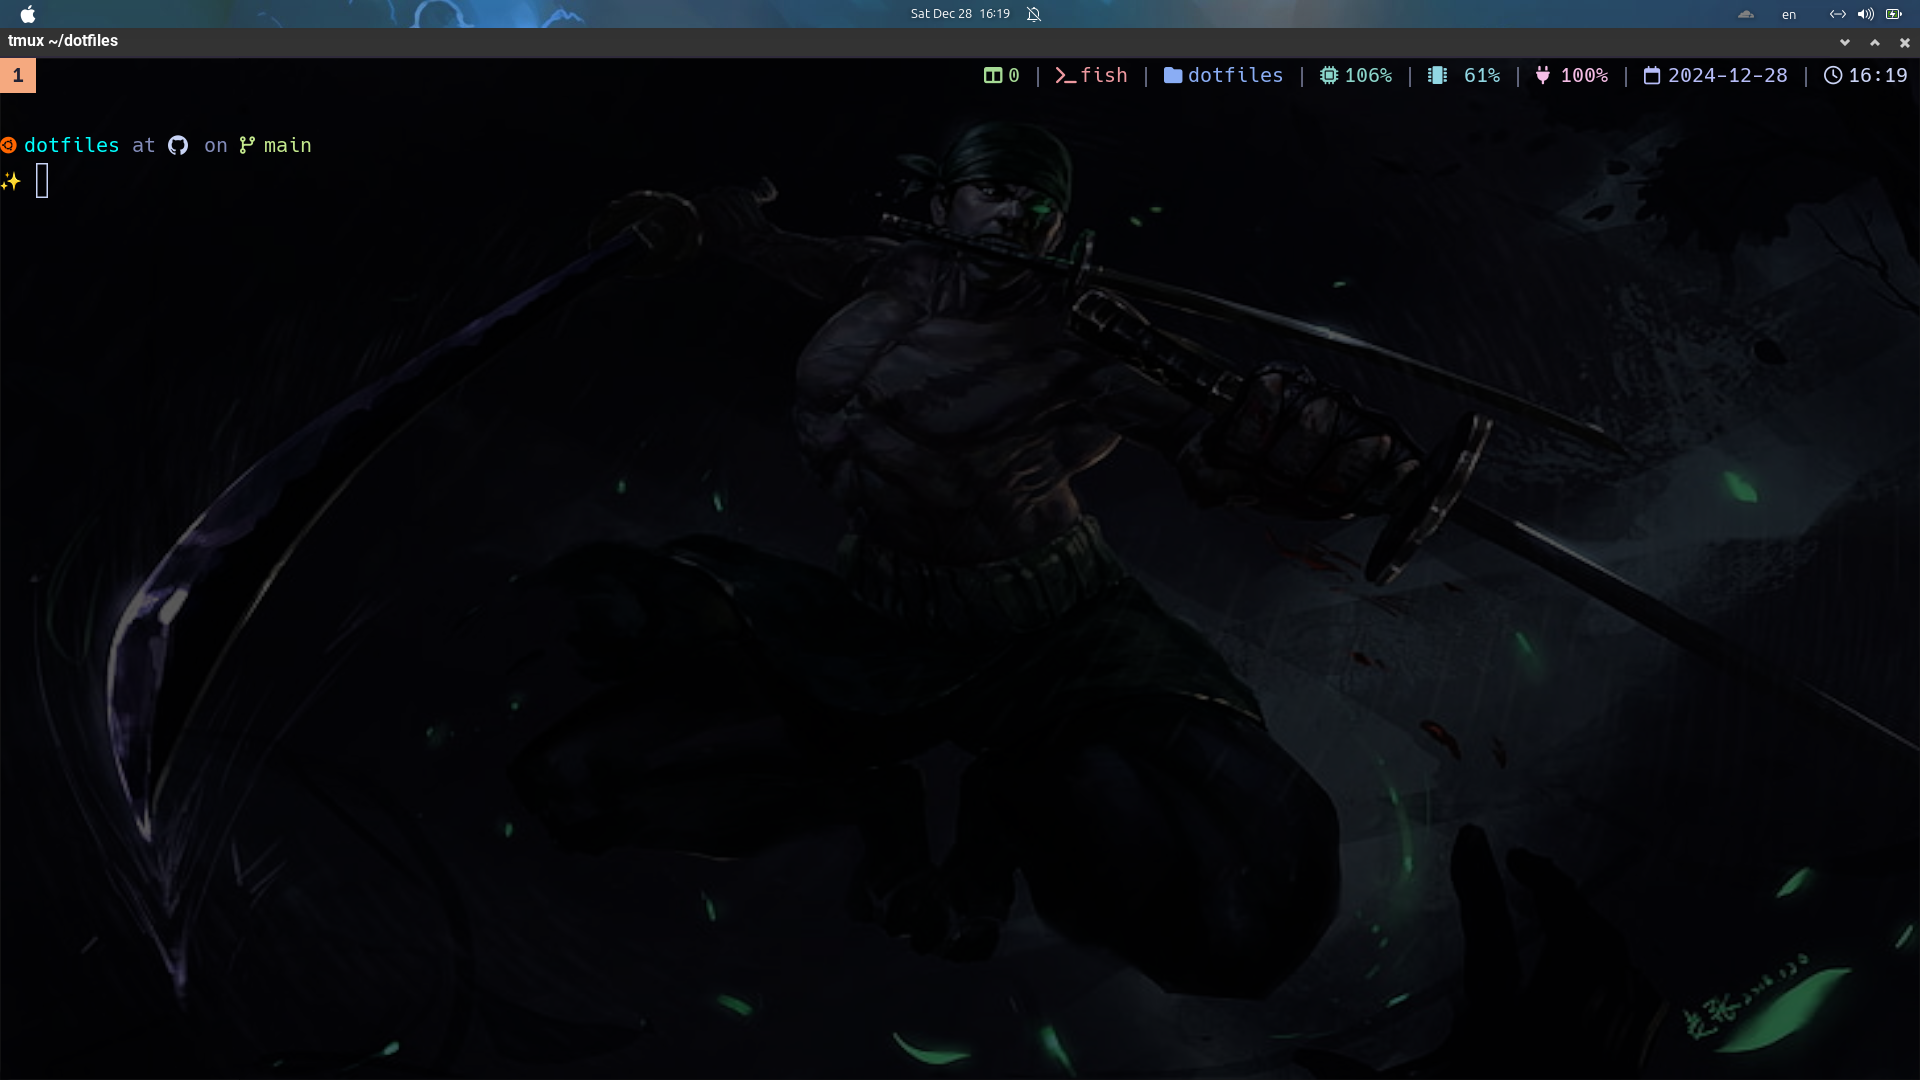 Sat Dec 28 16:19
en
tmux ~/dotfiles
1 0 | fish | dotfiles | 106% | 61% | 100% | 2024-12-28 | 16:19
dotfiles at on main